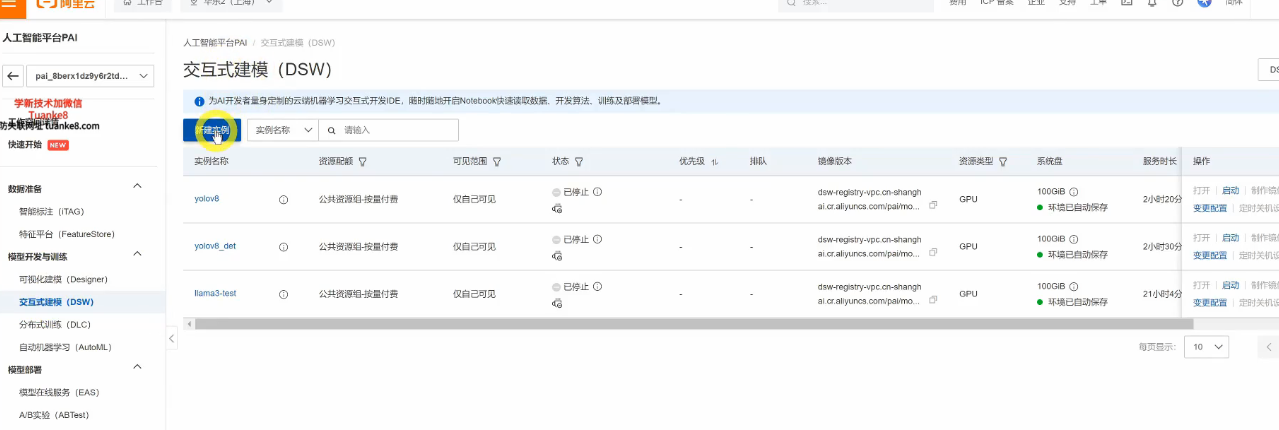 阿里云 工作台 华东2（上海） 搜索... 费用 ICP 备案 企业 支持 工单 简体
人工智能平台PAI
pai_8berx1dz9y6r2td...
学新技术加微信
Tuanke8
防失联网址 tuanke8.com
快速开始 NEW
数据准备
智能标注（iTAG）
特征平台（FeatureStore）
模型开发与训练
可视化建模（Designer）
交互式建模（DSW）
分布式训练（DLC）
自动机器学习（AutoML）
模型部署
模型在线服务（EAS）
A/B实验（ABTest）
人工智能平台PAI / 交互式建模（DSW）
交互式建模（DSW）
为AI开发者量身定制的云端机器学习交互式开发IDE，随时随地开启Notebook快速读取数据、开发算法、训练及部署模型。
新建实例 实例名称 请输入
实例名称 资源配额 可见范围 状态 优先级 排队 镜像版本 资源类型 系统盘 服务时长 操作
yolov8 公共资源组-按量付费 仅自己可见 已停止 - - dsw-registry-vpc.cn-shangh GPU 100GiB 2小时20分 打开 启动 制作镜
ai.cr.aliyuncs.com/pai/mo... 环境已自动保存 变更配置 定时关机设
yolov8_det 公共资源组-按量付费 仅自己可见 已停止 - - dsw-registry-vpc.cn-shangh GPU 100GiB 2小时30分 打开 启动 制作镜
ai.cr.aliyuncs.com/pai/mo... 环境已自动保存 变更配置 定时关机设
llama3-test 公共资源组-按量付费 仅自己可见 已停止 - - dsw-registry-vpc.cn-shangh GPU 100GiB 21小时4分 打开 启动 制作镜
ai.cr.aliyuncs.com/pai/mo... 环境已自动保存 变更配置 定时关机设
每页显示： 10